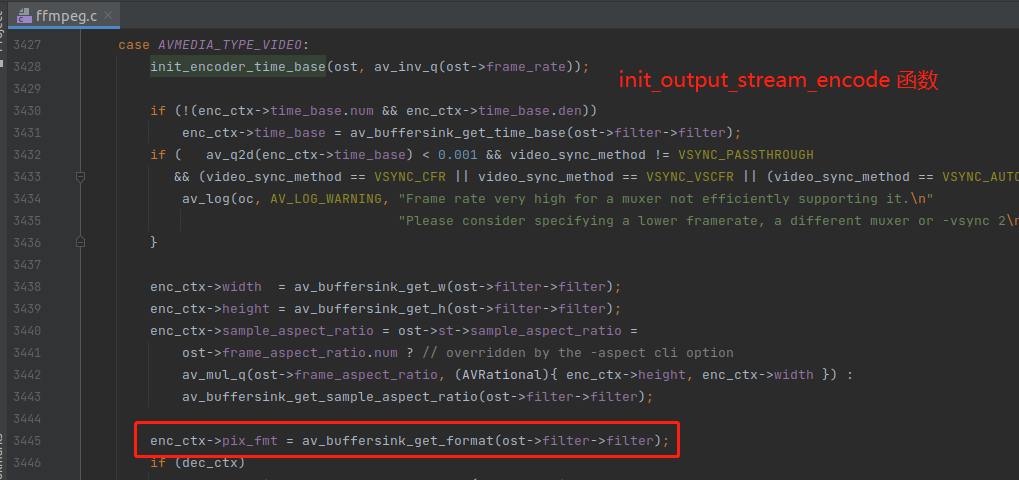 ffmpeg.c
3427 case AVMEDIA_TYPE_VIDEO:
3428 init_encoder_time_base(ost, av_inv_q(ost->frame_rate));
init_output_stream_encode 函数
3429
3430 if (!(enc_ctx->time_base.num && enc_ctx->time_base.den))
3431 enc_ctx->time_base = av_buffersink_get_time_base(ost->filter->filter);
3432 if ( av_q2d(enc_ctx->time_base) < 0.001 && video_sync_method != VSYNC_PASSTHROUGH
3433 && (video_sync_method == VSYNC_CFR || video_sync_method == VSYNC_VSCFR || (video_sync_method == VSYNC_AUTO
3434 av_log(oc, AV_LOG_WARNING, "Frame rate very high for a muxer not efficiently supporting it.\n"
3435 "Please consider specifying a lower framerate, a different muxer or -vsync 2\n
3436 }
3437
3438 enc_ctx->width = av_buffersink_get_w(ost->filter->filter);
3439 enc_ctx->height = av_buffersink_get_h(ost->filter->filter);
3440 enc_ctx->sample_aspect_ratio = ost->st->sample_aspect_ratio =
3441 ost->frame_aspect_ratio.num ? // overridden by the -aspect cli option
3442 av_mul_q(ost->frame_aspect_ratio, (AVRational){ enc_ctx->height, enc_ctx->width }) :
3443 av_buffersink_get_sample_aspect_ratio(ost->filter->filter);
3444
3445 enc_ctx->pix_fmt = av_buffersink_get_format(ost->filter->filter);
3446 if (dec_ctx)